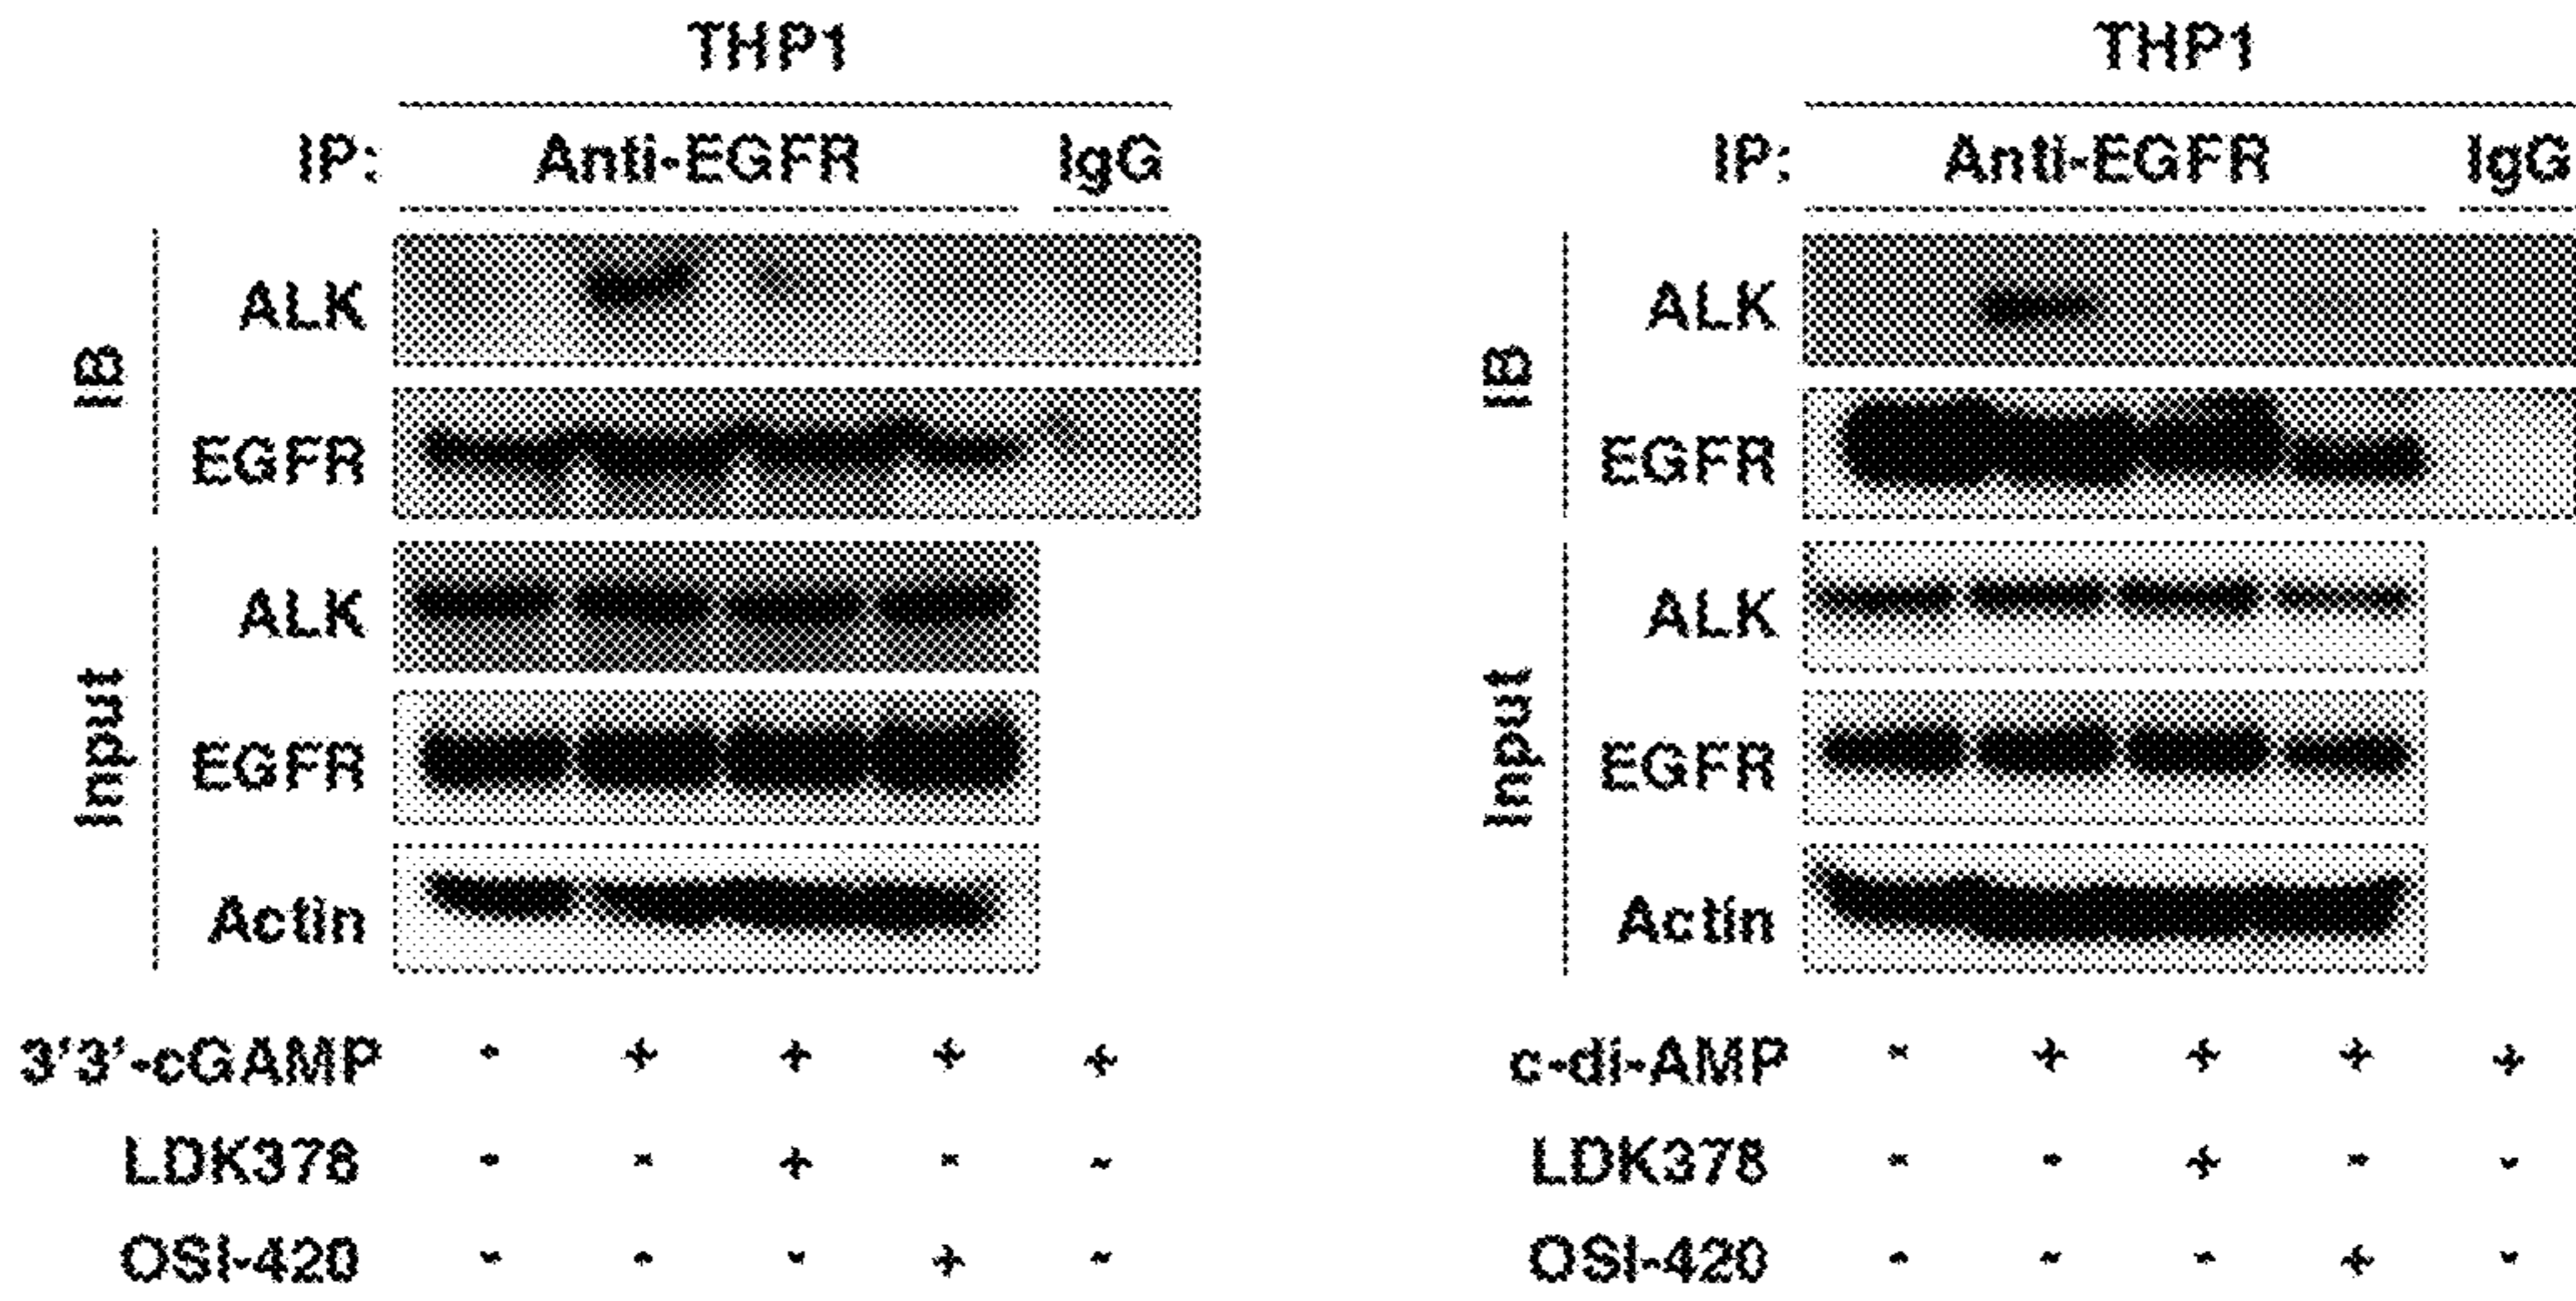 THP1
IP: Anti-EGFR IgG
IB
ALK
EGFR
Input
ALK
EGFR
Actin
3'3'-cGAMP - + + + +
LDK378 - - + - -
OSI-420 - - - + -
THP1
IP: Anti-EGFR IgG
IB
ALK
EGFR
Input
ALK
EGFR
Actin
c-di-AMP - + + + +
LDK378 - - + - -
OSI-420 - - - + -